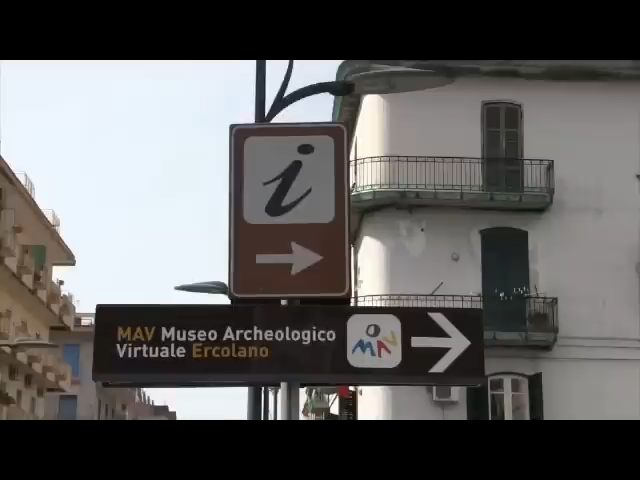 i
MAV Museo Archeologico
Virtuale Ercolano
MAV